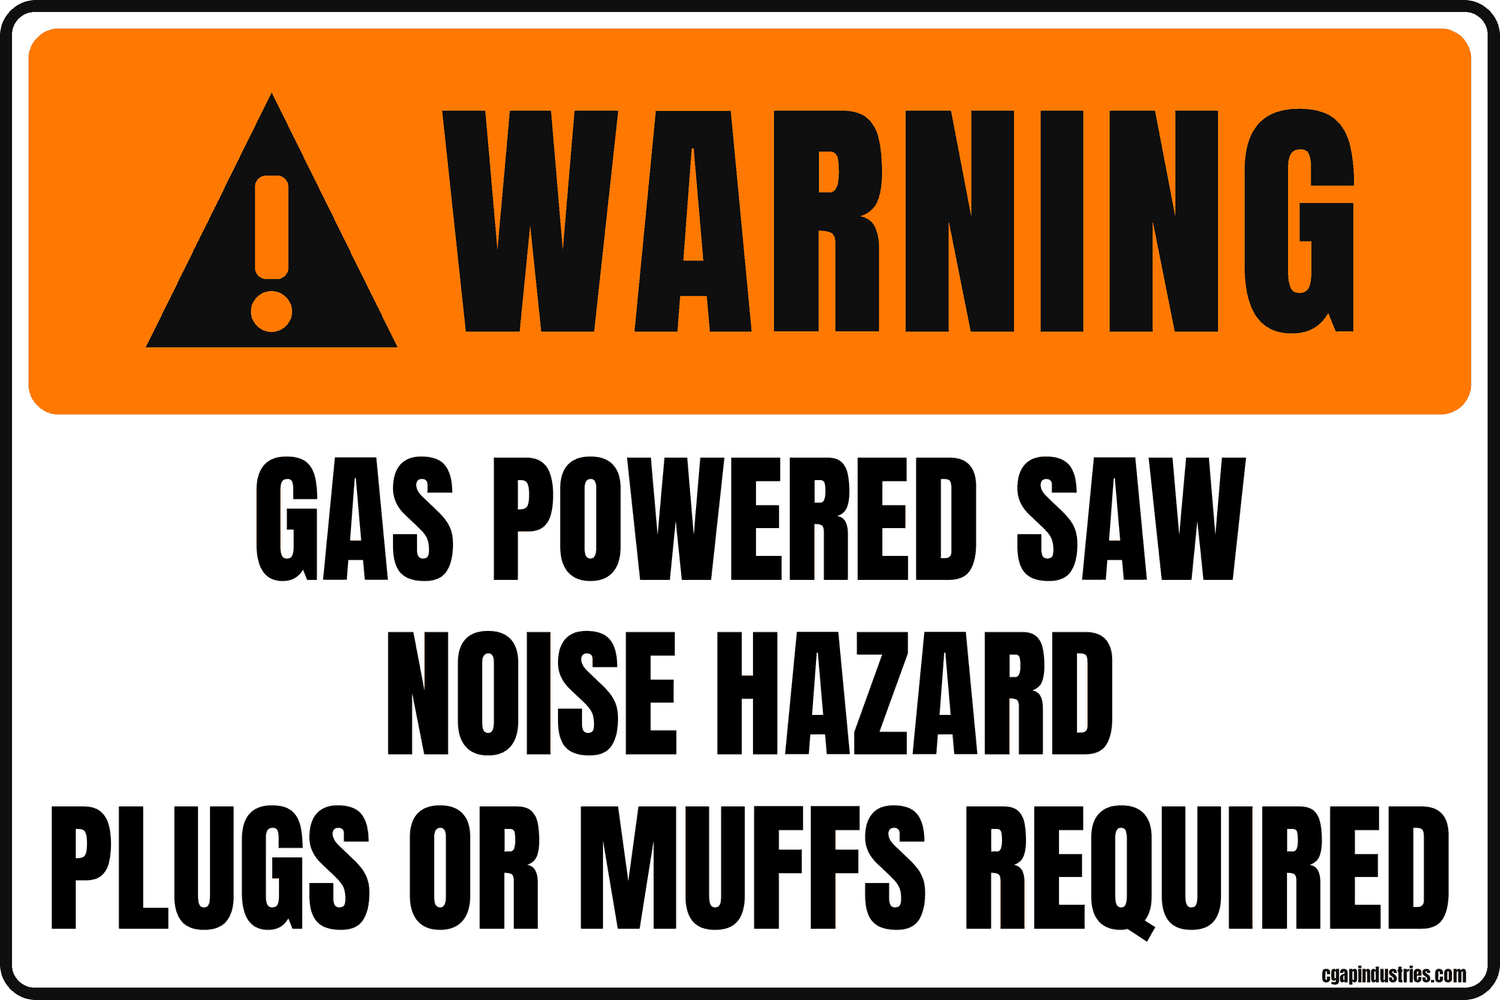 WARNING
GAS POWERED SAW
NOISE HAZARD
PLUGS OR MUFFS REQUIRED
cgapindustries.com